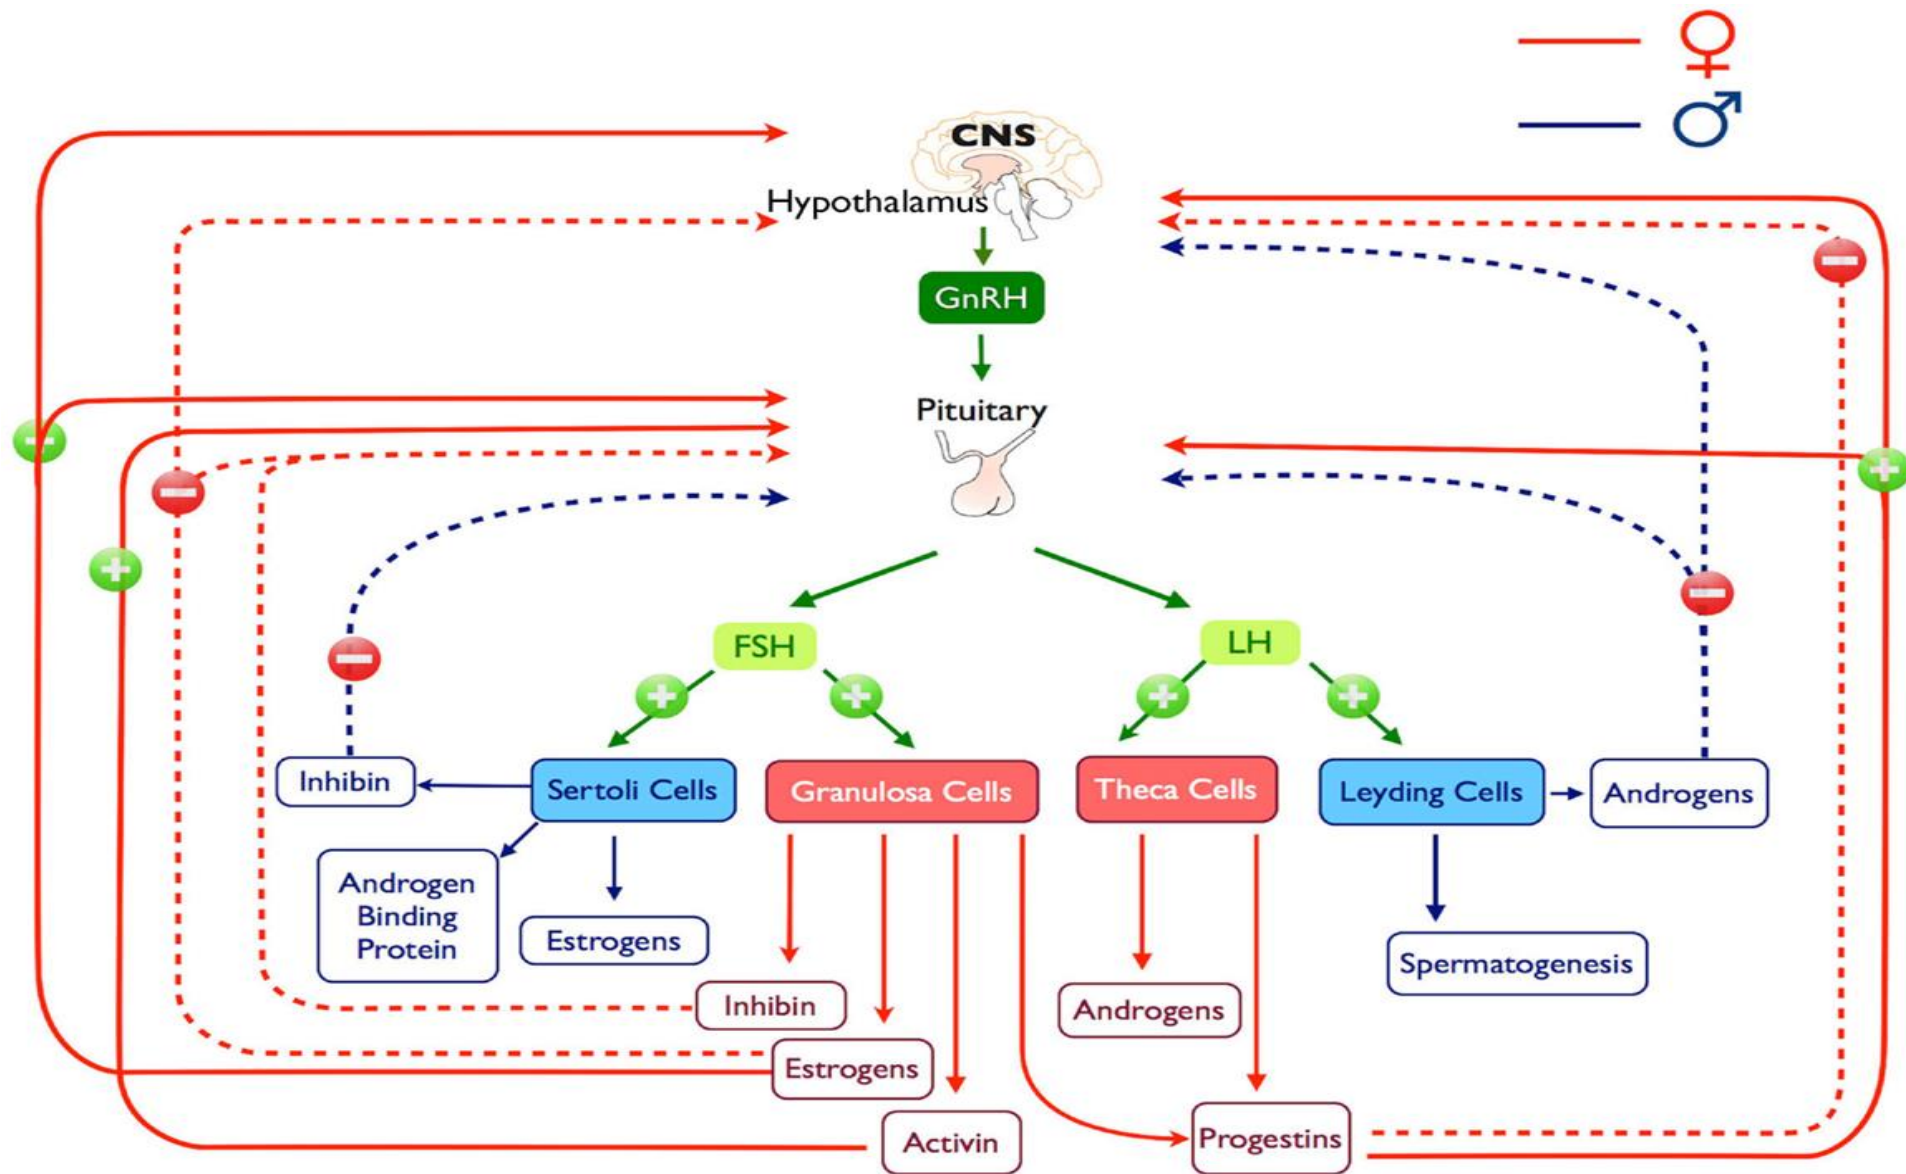 CNS
Hypothalamus
GnRH
Pituitary
FSH
LH
Inhibin
Sertoli Cells
Granulosa Cells
Theca Cells
Leyding Cells
Androgens
Androgen
Binding
Protein
Estrogens
Spermatogenesis
Inhibin
Androgens
Estrogens
Activin
Progestins